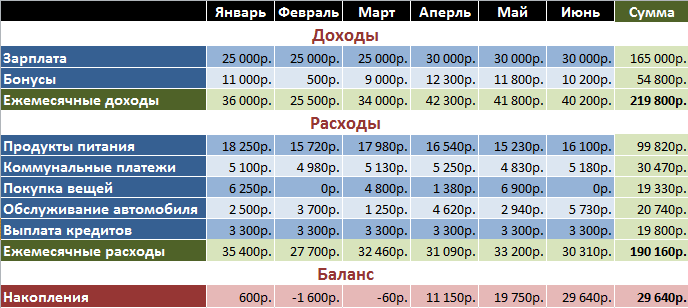 Январь Февраль Март Аперль Май Июнь Сумма
Доходы
Зарплата 25 000р. 25 000р. 25 000р. 30 000р. 30 000р. 30 000р. 165 000р.
Бонусы 11 000р. 500р. 9 000р. 12 300р. 11 800р. 10 200р. 54 800р.
Ежемесячные доходы 36 000р. 25 500р. 34 000р. 42 300р. 41 800р. 40 200р. 219 800р.
Расходы
Продукты питания 18 250р. 15 720р. 17 980р. 16 540р. 15 230р. 16 100р. 99 820р.
Коммунальные платежи 5 100р. 4 980р. 5 130р. 5 250р. 4 830р. 5 180р. 30 470р.
Покупка вещей 6 250р. 0р. 4 800р. 1 380р. 6 900р. 0р. 19 330р.
Обслуживание автомобиля 2 500р. 3 700р. 1 250р. 4 620р. 2 940р. 5 730р. 20 740р.
Выплата кредитов 3 300р. 3 300р. 3 300р. 3 300р. 3 300р. 3 300р. 19 800р.
Ежемесячные расходы 35 400р. 27 700р. 32 460р. 31 090р. 33 200р. 30 310р. 190 160р.
Баланс
Накопления 600р. -1 600р. -60р. 11 150р. 19 750р. 29 640р. 29 640р.